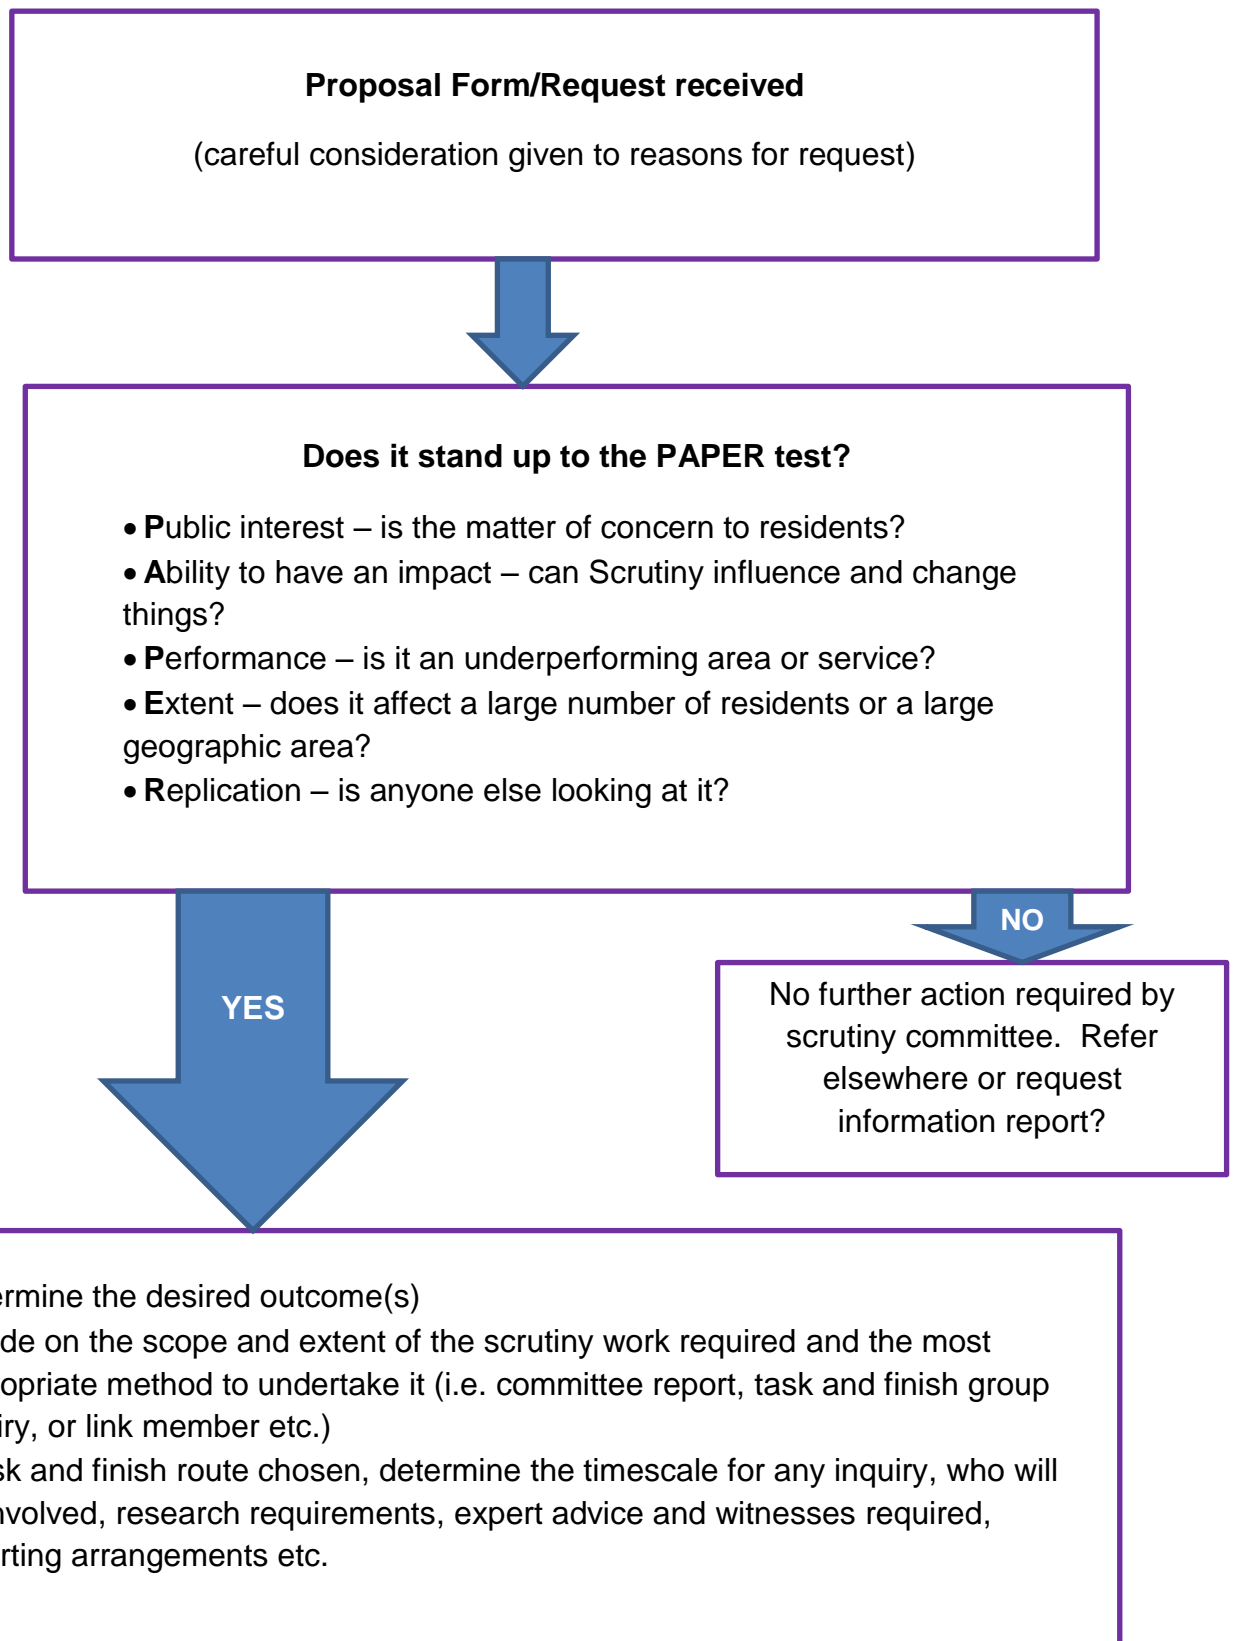 Proposal Form/Request received
(careful consideration given to reasons for request)
Does it stand up to the PAPER test?
• Public interest – is the matter of concern to residents?
• Ability to have an impact – can Scrutiny influence and change
things?
• Performance – is it an underperforming area or service?
• Extent – does it affect a large number of residents or a large
geographic area?
• Replication – is anyone else looking at it?
NO
No further action required by
scrutiny committee. Refer
elsewhere or request
information report?
YES
ermine the desired outcome(s)
de on the scope and extent of the scrutiny work required and the most
opriate method to undertake it (i.e. committee report, task and finish group
iry, or link member etc.)
sk and finish route chosen, determine the timescale for any inquiry, who will
nvolved, research requirements, expert advice and witnesses required,
rting arrangements etc.